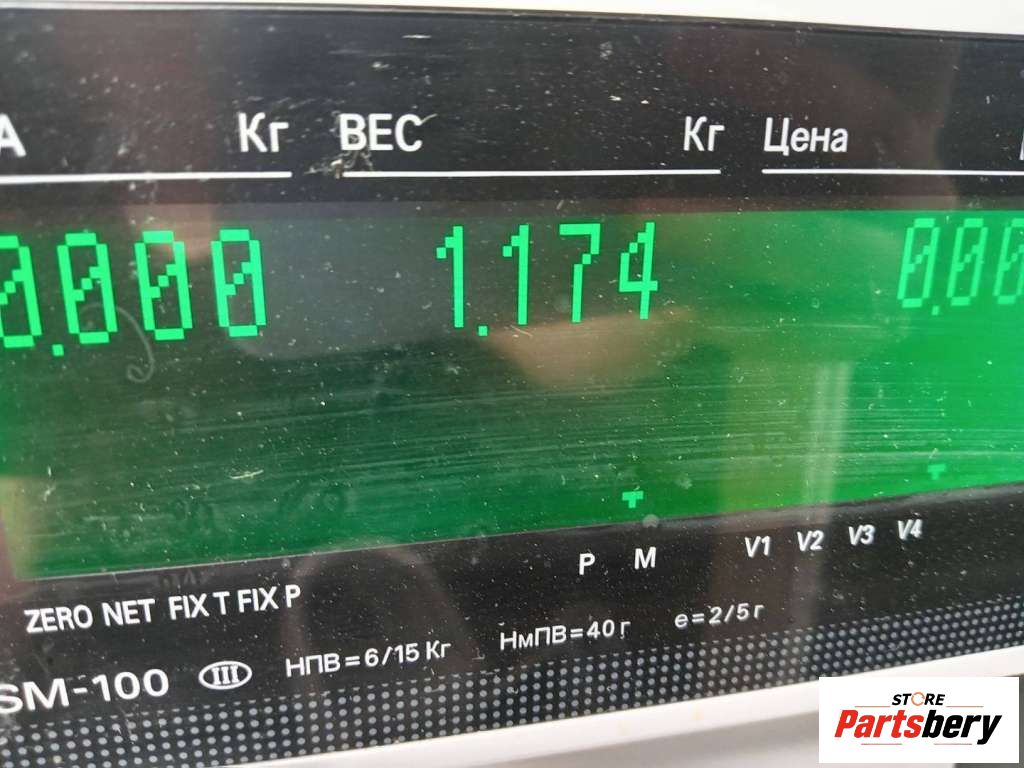 А Кг ВЕС Кг Цена
0.000 1.174 0.00
P M V1 V2 V3 V4
ZERO NET FIX T FIX P
НПВ=6/15 Кг НмПВ=40 г e=2/5 г
SM-100 III
STORE
Partsbery